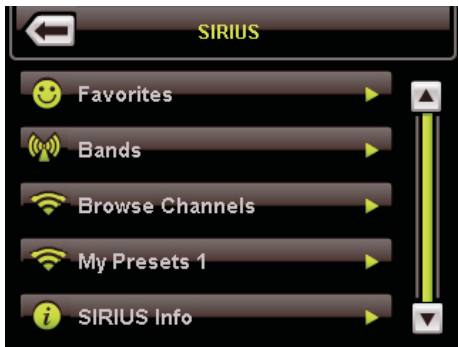 SIRIUS
Favorites
Bands
Browse Channels
My Presets 1
SIRIUS Info